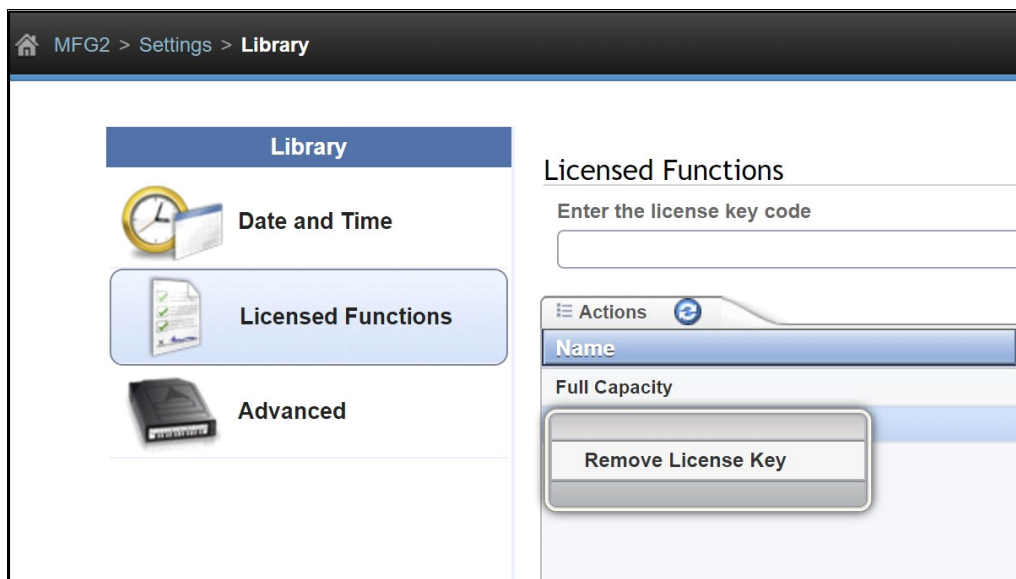 MFG2 > Settings > Library
Library
Date and Time
Licensed Functions
Advanced
Licensed Functions
Enter the license key code
Actions
Name
Full Capacity
Remove License Key